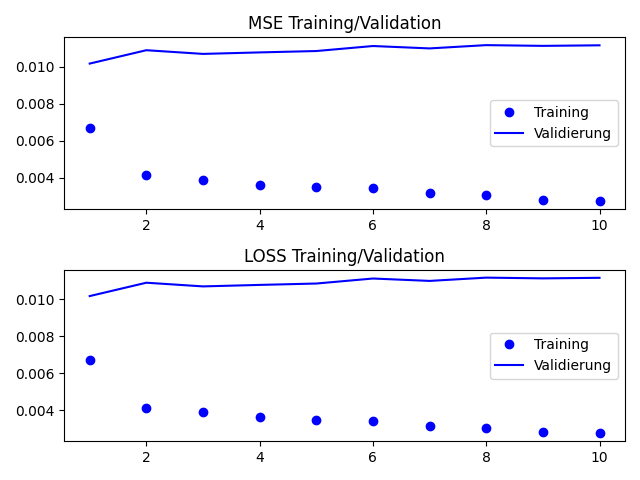 MSE Training/Validation
0.010
0.008
0.006
0.004
Training
Validierung
2 4 6 8 10
LOSS Training/Validation
0.010
0.008
0.006
0.004
Training
Validierung
2 4 6 8 10